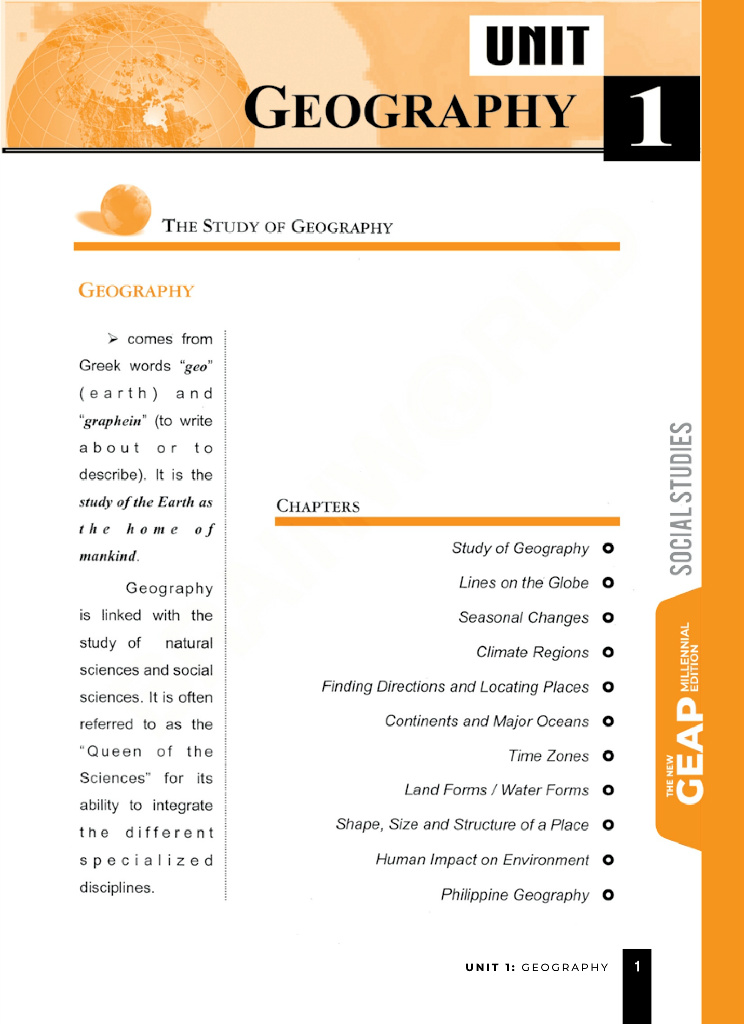 UNIT
GEOGRAPHY
1
THE STUDY OF GEOGRAPHY
GEOGRAPHY
➢ comes from
Greek words “geo”
(earth) and
“graphein” (to write
about or to
describe). It is the
study of the Earth as
the home of
mankind.
Geography
is linked with the
study of natural
sciences and social
sciences. It is often
referred to as the
“Queen of the
Sciences” for its
ability to integrate
the different
specialized
disciplines.
CHAPTERS
Study of Geography
Lines on the Globe
Seasonal Changes
Climate Regions
Finding Directions and Locating Places
Continents and Major Oceans
Time Zones
Land Forms / Water Forms
Shape, Size and Structure of a Place
Human Impact on Environment
Philippine Geography
SOCIAL STUDIES
THE NEW
GEAP
MILLENNIAL
EDITION
UNIT 1: GEOGRAPHY
1